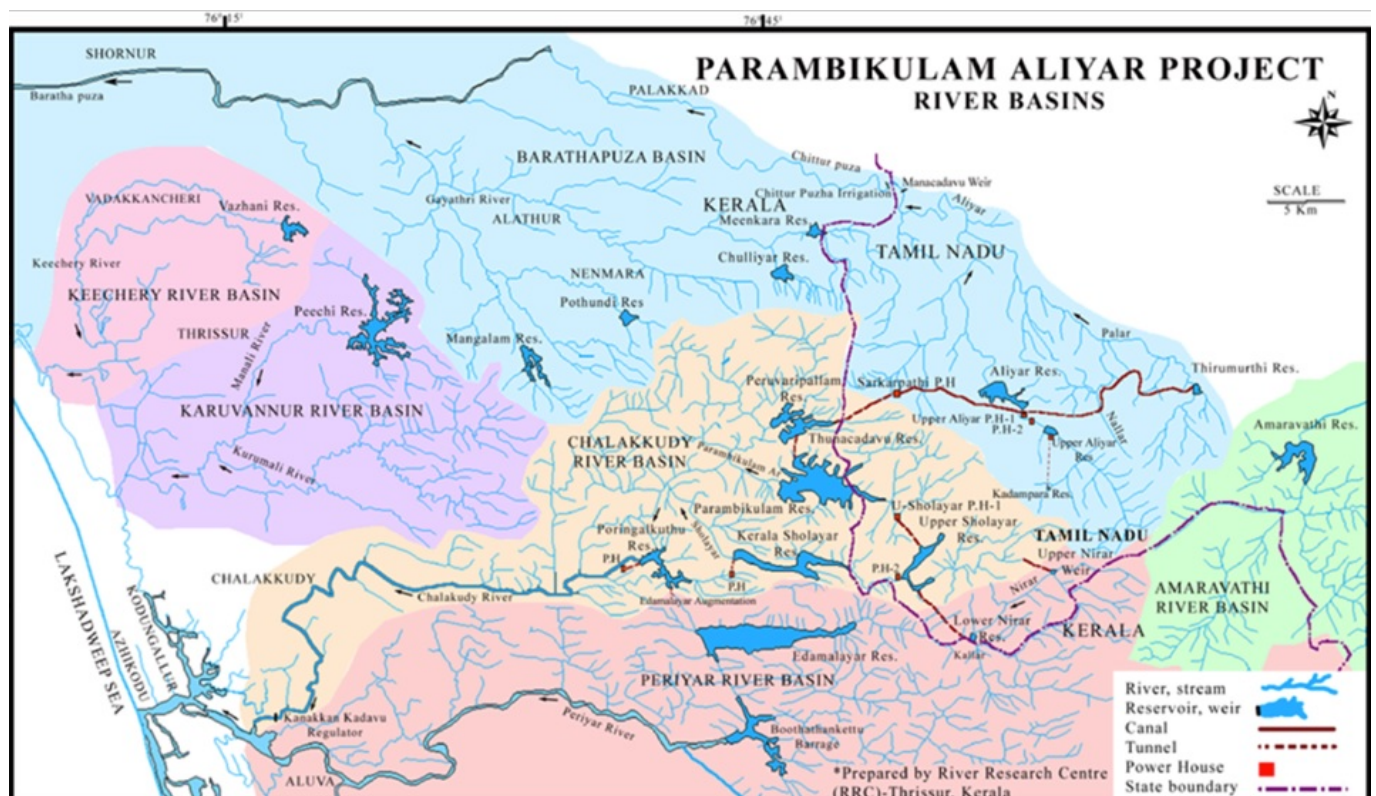 76°15'
76°45'
PARAMBIKULAM ALIYAR PROJECT
RIVER BASINS
N
SCALE
5 Km
SHORNUR
Baratha puza
PALAKKAD
BARATHAPUZA BASIN
Chittur puza
Chittur Puzha Irrigation
Manacadavu Weir
Aliyar
KERALA
Meenkara Res.
TAMIL NADU
VADAKKANCHERI
Vazhani Res.
Gayathri River
ALATHUR
Chulliyar Res.
Keechery River
KEECHERY RIVER BASIN
NENMARA
Pothundi Res
Peechi Res.
THRISSUR
Manali River
Mangalam Res.
Palar
Thirumurthi Res.
Aliyar Res.
Sarkarpathi P.H
Peruvaripallam
Res.
KARUVANNUR RIVER BASIN
Upper Aliyar P.H-1
P.H-2
Nallar
Amaravathi Res.
CHALAKKUDY
RIVER BASIN
Thunacadavu Res.
Upper Aliyar
Res
Kurumali River
Parambikulam Ar
Kadampara Res.
Parambikulam Res.
U-Sholayar P.H-1
Upper Sholayar
Res.
Sholayar
Poringalkuthu
Res.
Kerala Sholayar
Res.
TAMIL NADU
Upper Nirar
Weir
P.H
P.H
P.H-2
CHALAKKUDY
Chalakudy River
Edamalayar Augmentation
Nirar
AMARAVATHI
RIVER BASIN
LAKSHADWEEP SEA
AZHIKODU
KODUNGALLUR
Lower Nirar
Res.
Kallar
KERALA
Edamalayar Res.
PERIYAR RIVER BASIN
Kanakkan Kadavu
Regulator
Periyar River
Boothathankettu
Barrage
ALUVA
*Prepared by River Research Centre
(RRC)-Thrissur, Kerala
River, stream
Reservoir, weir
Canal
Tunnel
Power House
State boundary